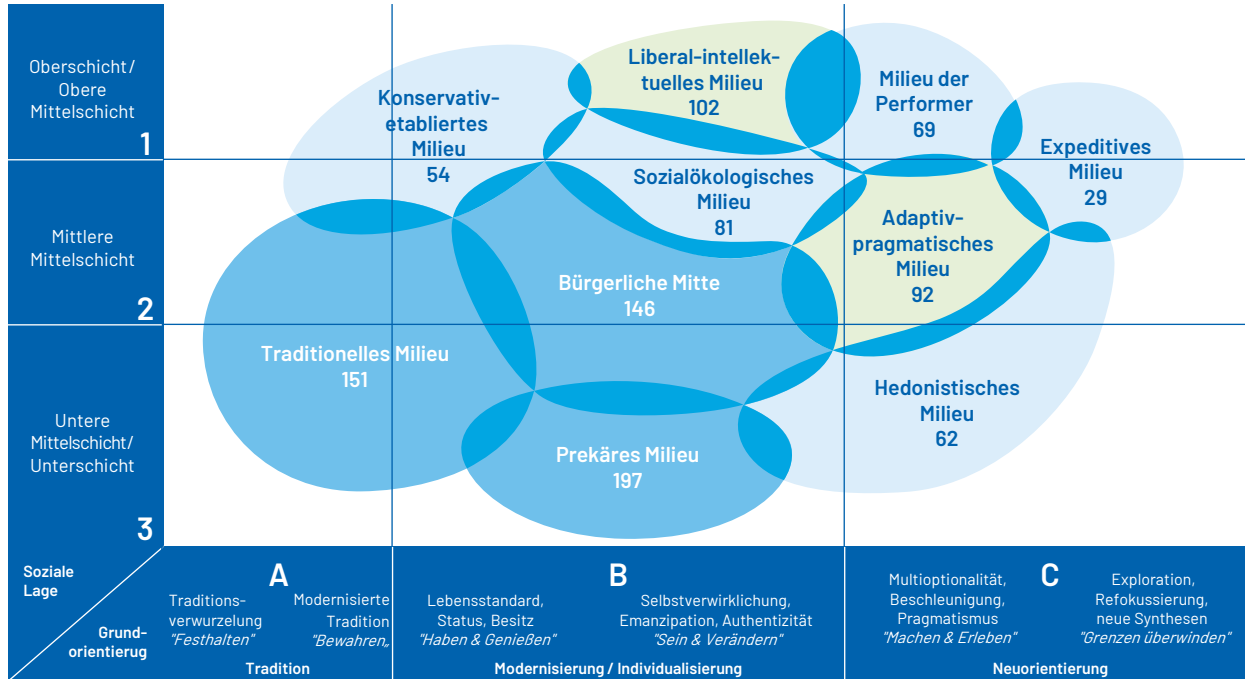 Oberschicht/
Obere
Mittelschicht
1
Mittlere
Mittelschicht
2
Untere
Mittelschicht/
Unterschicht
3
Konservativ-
etabliertes
Milieu
54
Liberal-intellek-
tuelles Milieu
102
Milieu der
Performer
69
Expeditives
Milieu
29
Sozialökologisches
Milieu
81
Adaptiv-
pragmatisches
Milieu
92
Bürgerliche Mitte
146
Traditionelles Milieu
151
Hedonistisches
Milieu
62
Prekäres Milieu
197
Soziale
Lage
Grund-
orientierug
A
Traditions-
verwurzelung
"Festhalten"
Modernisierte
Tradition
"Bewahren„
Tradition
B
Lebensstandard,
Status, Besitz
"Haben & Genießen"
Selbstverwirklichung,
Emanzipation, Authentizität
"Sein & Verändern"
Modernisierung / Individualisierung
C
Multioptionalität,
Beschleunigung,
Pragmatismus
"Machen & Erleben"
Exploration,
Refokussierung,
neue Synthesen
"Grenzen überwinden"
Neuorientierung